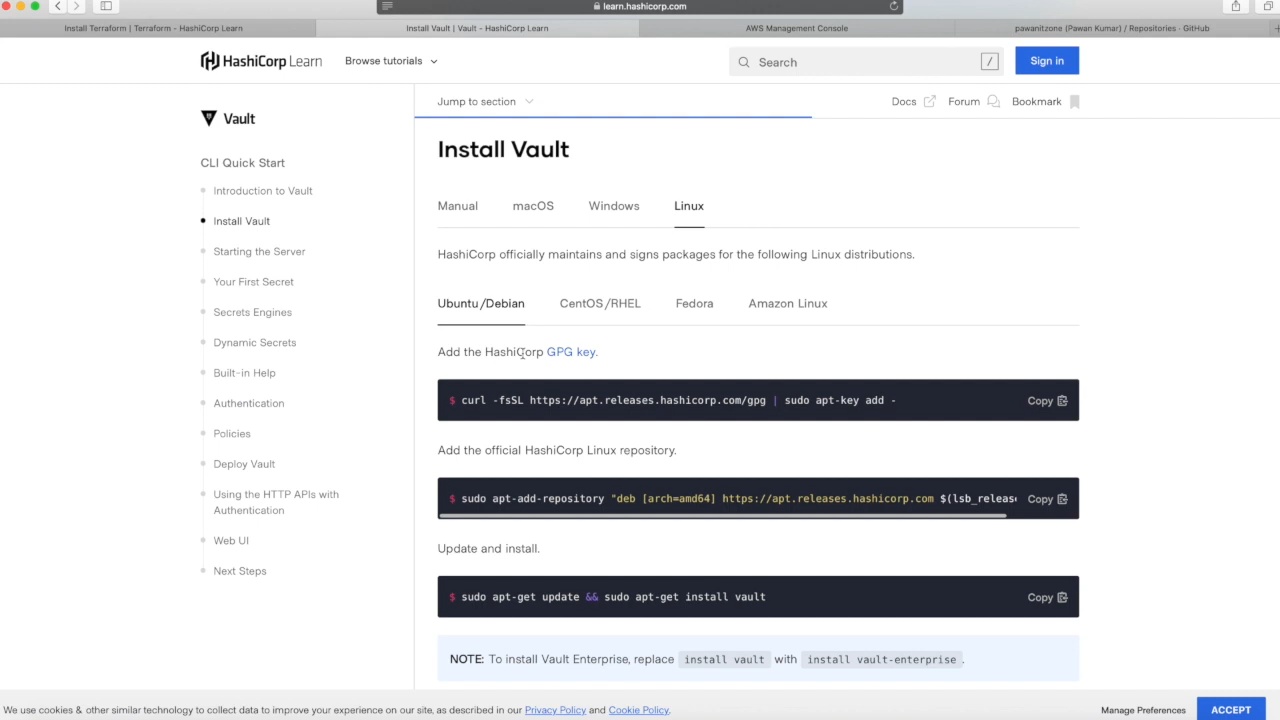 learn.hashicorp.com
Install Terraform | Terraform - HashiCorp Learn
Install Vault | Vault - HashiCorp Learn
AWS Management Console
pawanitzone (Pawan Kumar) / Repositories · GitHub
HashiCorp Learn
Browse tutorials
Search
/
Sign in
Vault
CLI Quick Start
Introduction to Vault
Install Vault
Starting the Server
Your First Secret
Secrets Engines
Dynamic Secrets
Built-in Help
Authentication
Policies
Deploy Vault
Using the HTTP APIs with
Authentication
Web UI
Next Steps
Jump to section
Docs
Forum
Bookmark
Install Vault
Manual
macOS
Windows
Linux
HashiCorp officially maintains and signs packages for the following Linux distributions.
Ubuntu/Debian
CentOS/RHEL
Fedora
Amazon Linux
Add the HashiCorp GPG key.
$ curl -fsSL https://apt.releases.hashicorp.com/gpg | sudo apt-key add -
Copy
Add the official HashiCorp Linux repository.
$ sudo apt-add-repository "deb [arch=amd64] https://apt.releases.hashicorp.com $(lsb_release
Copy
Update and install.
$ sudo apt-get update && sudo apt-get install vault
Copy
NOTE: To install Vault Enterprise, replace install vault with install vault-enterprise .
We use cookies & other similar technology to collect data to improve your experience on our site, as described in our Privacy Policy and Cookie Policy.
Manage Preferences
ACCEPT